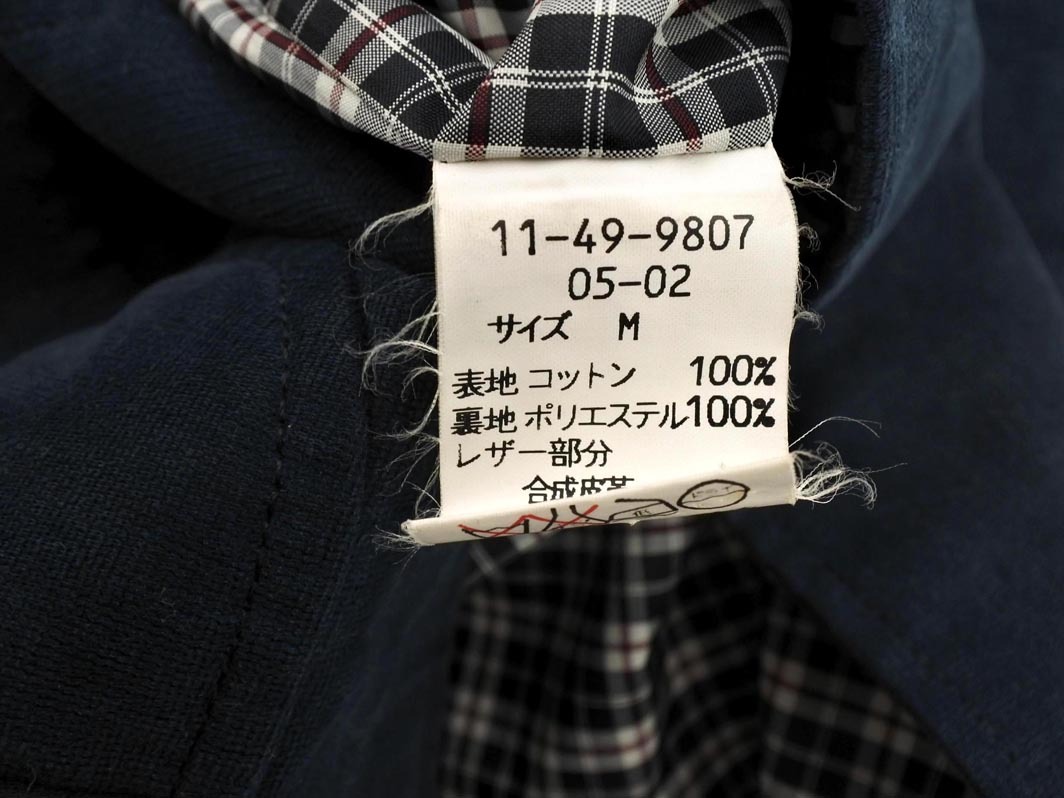 11-49-9807
05-02
サイズ M
表地 コットン 100%
裏地 ポリエステル100%
レザー部分
合成皮革